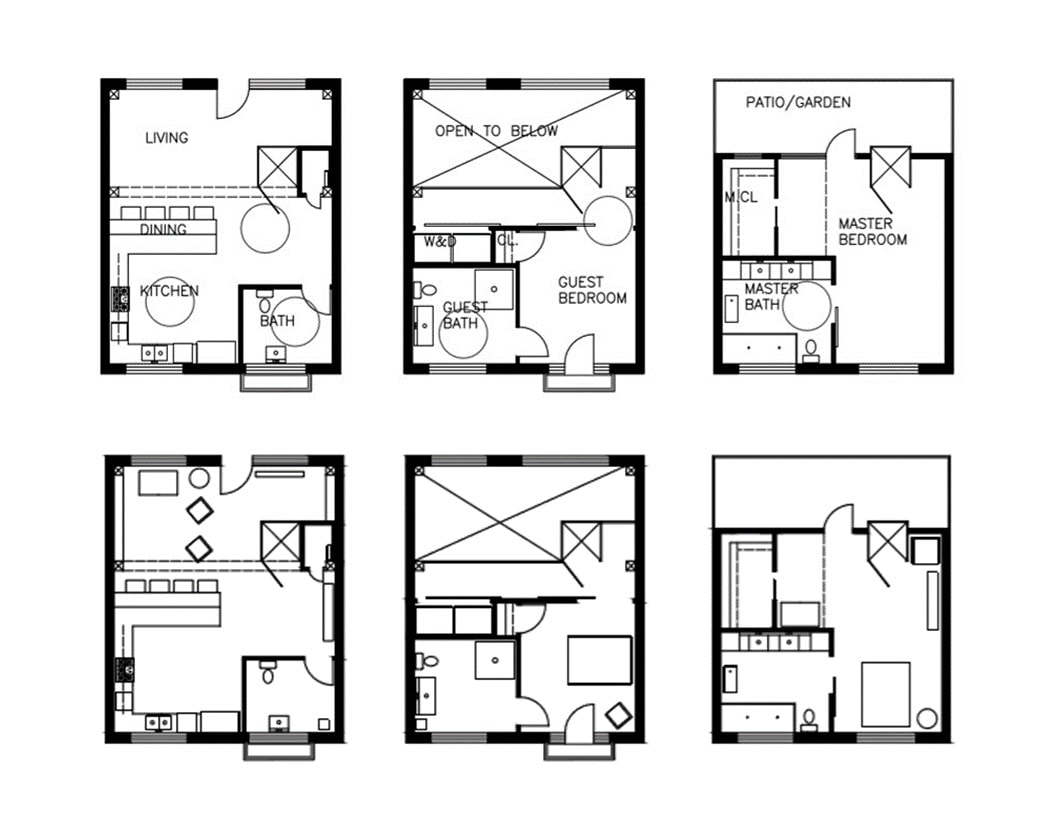 LIVING
DINING
KITCHEN
BATH
OPEN TO BELOW
W&D
CL.
GUEST
BEDROOM
GUEST
BATH
PATIO/GARDEN
M.CL
MASTER
BEDROOM
MASTER
BATH